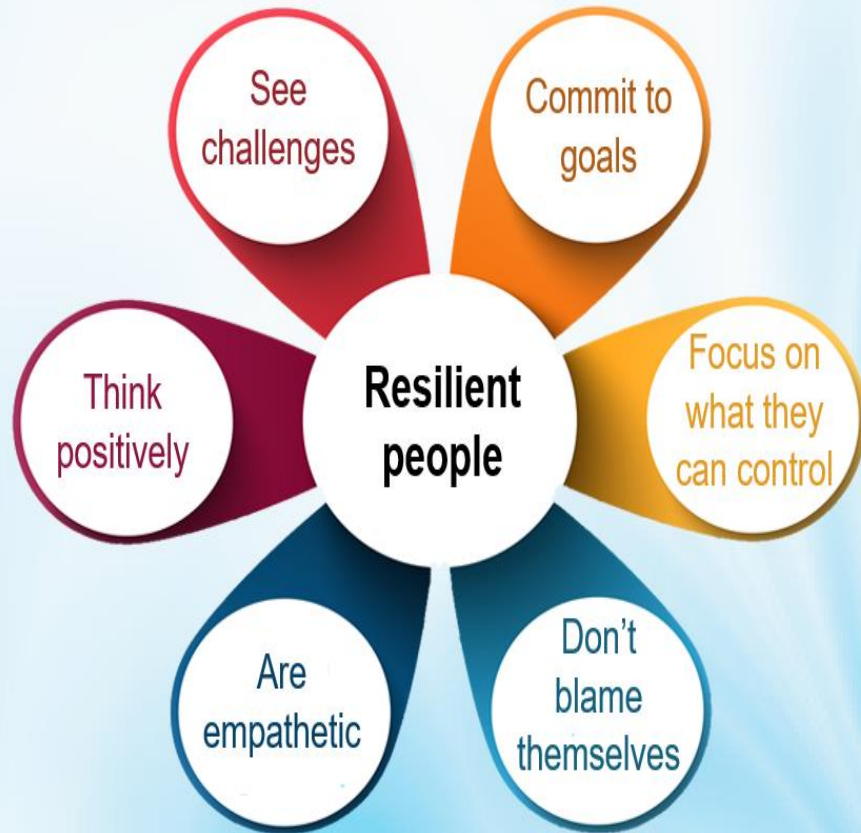 See
challenges
Commit to
goals
Think
positively
Resilient
people
Focus on
what they
can control
Are
empathetic
Don't
blame
themselves